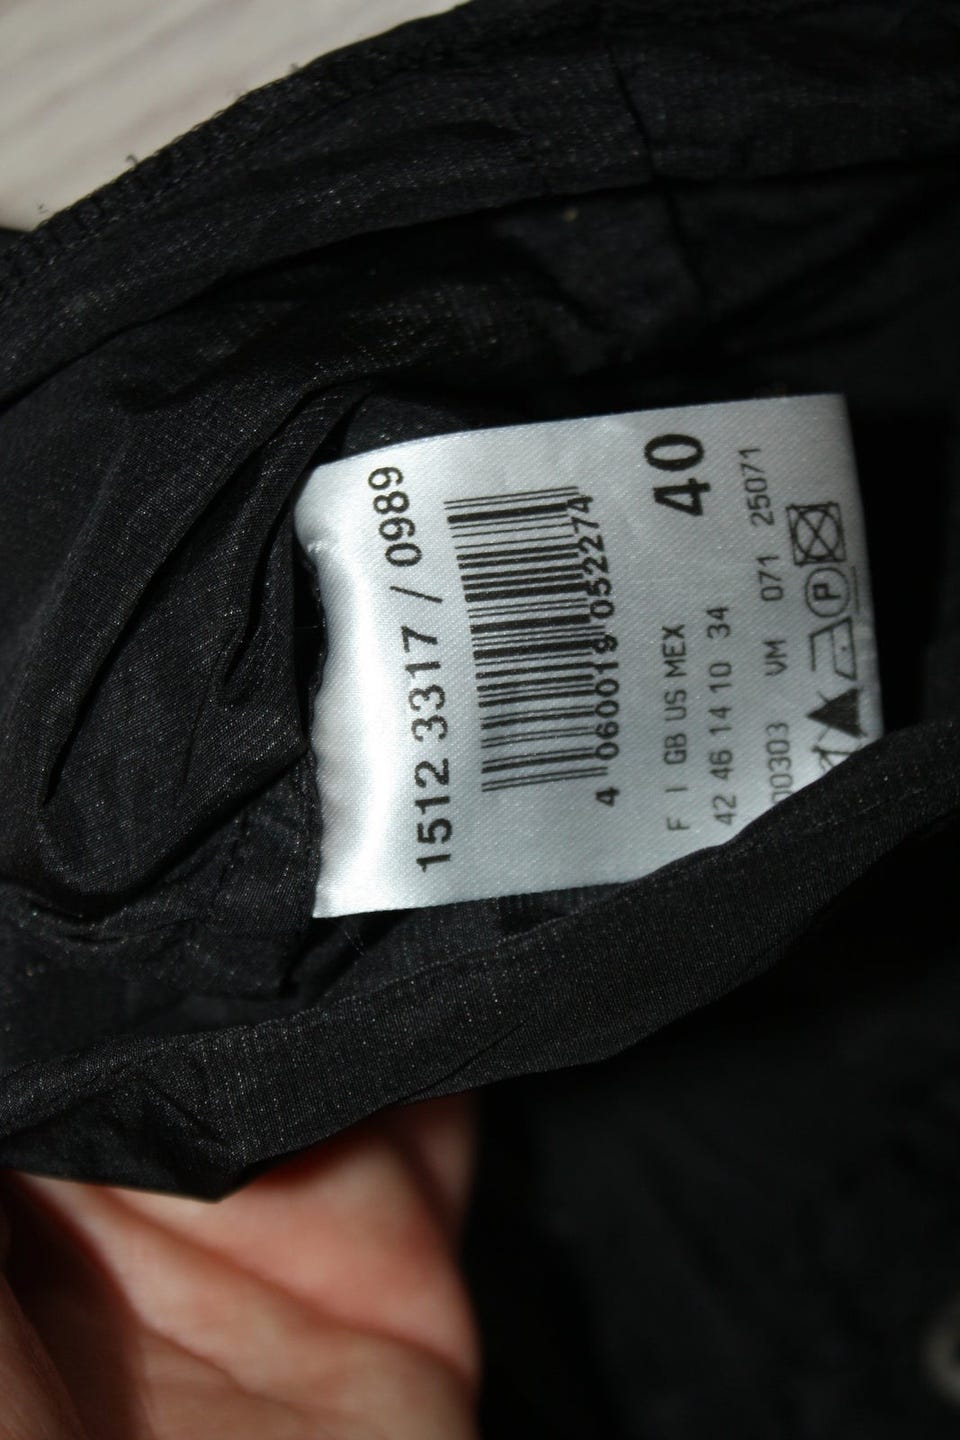 1512 3317 / 0989
4 060019 052274
40
F I GB US MEX
42 46 14 10 34
00303 VM 071 25071
P